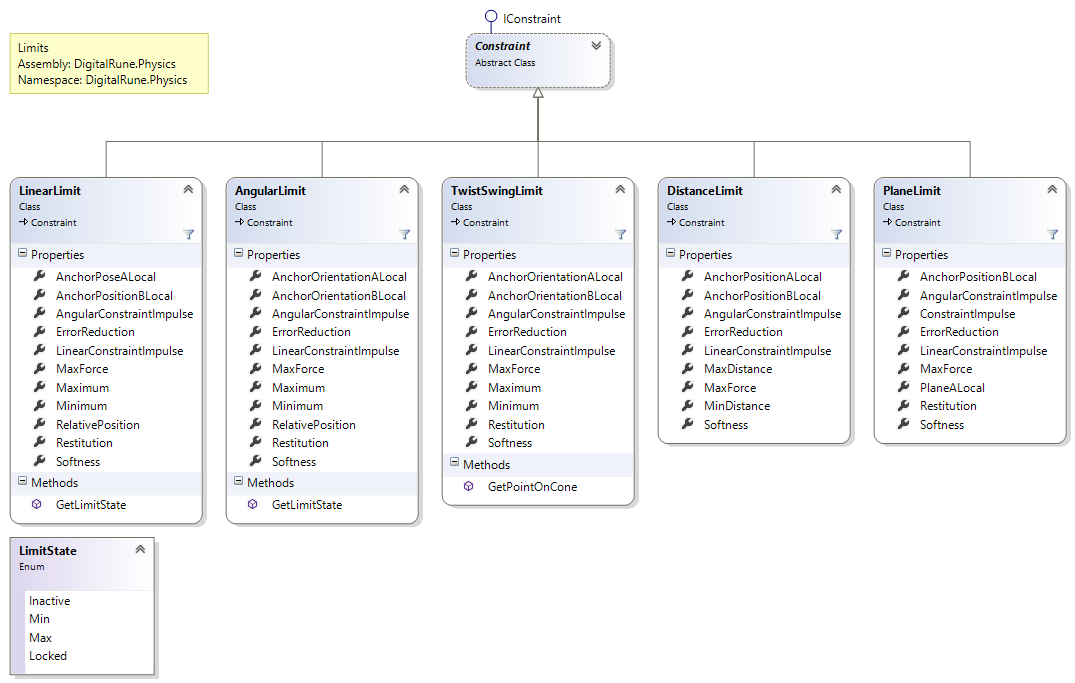 IConstraint
Constraint
Abstract Class
Limits
Assembly: DigitalRune.Physics
Namespace: DigitalRune.Physics
LinearLimit
Class
Constraint
Properties
AnchorPoseALocal
AnchorPositionBLocal
AngularConstraintImpulse
ErrorReduction
LinearConstraintImpulse
MaxForce
Maximum
Minimum
RelativePosition
Restitution
Softness
Methods
GetLimitState
AngularLimit
Class
Constraint
Properties
AnchorOrientationALocal
AnchorOrientationBLocal
AngularConstraintImpulse
ErrorReduction
LinearConstraintImpulse
MaxForce
Maximum
Minimum
RelativePosition
Restitution
Softness
Methods
GetLimitState
TwistSwingLimit
Class
Constraint
Properties
AnchorOrientationALocal
AnchorOrientationBLocal
AngularConstraintImpulse
ErrorReduction
LinearConstraintImpulse
MaxForce
Maximum
Minimum
Restitution
Softness
Methods
GetPointOnCone
DistanceLimit
Class
Constraint
Properties
AnchorPositionALocal
AnchorPositionBLocal
AngularConstraintImpulse
ErrorReduction
LinearConstraintImpulse
MaxDistance
MaxForce
MinDistance
Softness
PlaneLimit
Class
Constraint
Properties
AnchorPositionBLocal
AngularConstraintImpulse
ConstraintImpulse
ErrorReduction
LinearConstraintImpulse
MaxForce
PlaneALocal
Restitution
Softness
LimitState
Enum
Inactive
Min
Max
Locked